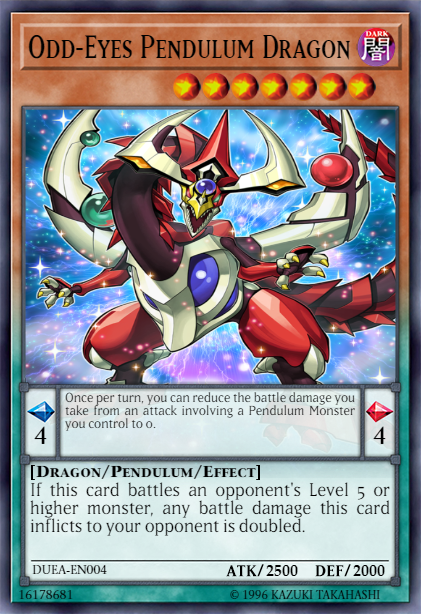 ODD-EYES PENDULUM DRAGON
DARK
闇
Once per turn, you can reduce the battle damage you
take from an attack involving a Pendulum Monster
you control to 0.
4
4
[DRAGON/PENDULUM/EFFECT]
If this card battles an opponent's Level 5 or
higher monster, any battle damage this card
inflicts to your opponent is doubled.
DUEA-EN004
ATK/2500 DEF/2000
16178681
© 1996 KAZUKI TAKAHASHI